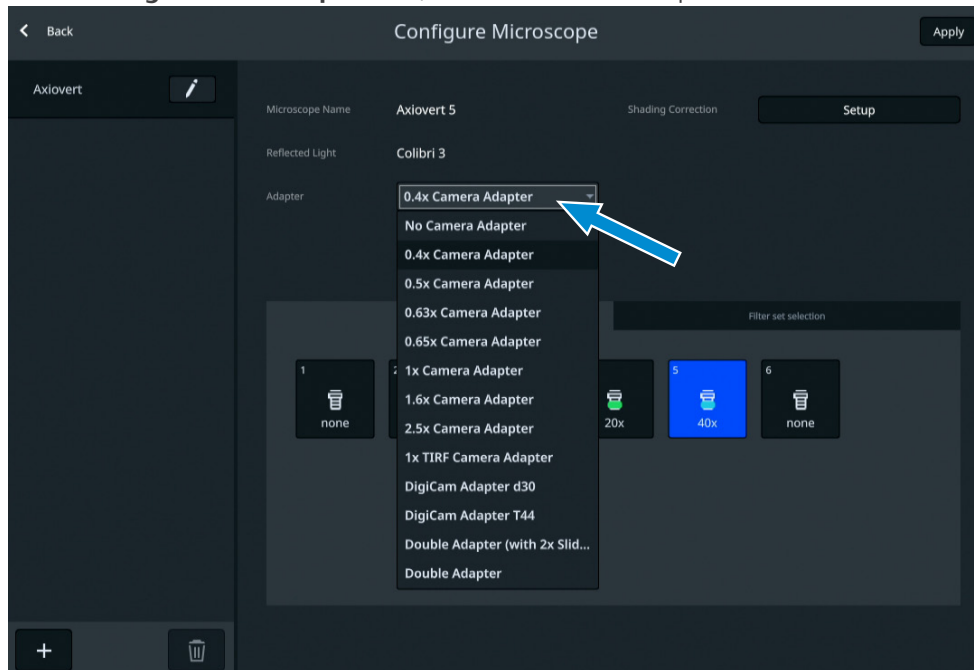 Back
Configure Microscope
Apply
Axiovert
Microscope Name
Axiovert 5
Shading Correction
Setup
Reflected Light
Colibri 3
Adapter
0.4x Camera Adapter
No Camera Adapter
0.4x Camera Adapter
0.5x Camera Adapter
0.63x Camera Adapter
0.65x Camera Adapter
1x Camera Adapter
1.6x Camera Adapter
2.5x Camera Adapter
1x TIRF Camera Adapter
DigiCam Adapter d30
DigiCam Adapter T44
Double Adapter (with 2x Slid...
Double Adapter
Filter set selection
1
none
2
20x
5
40x
6
none
+